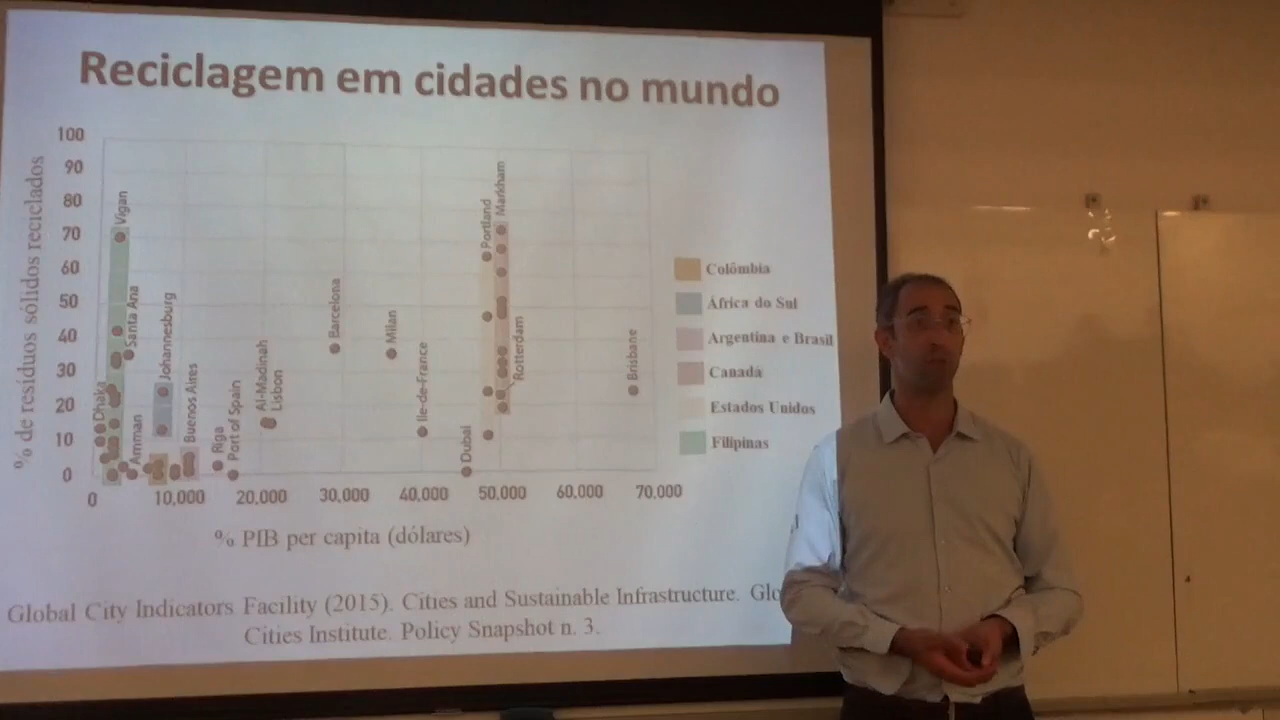 Reciclagem em cidades no mundo
% de resíduos sólidos reciclados
100
90
80
70
60
50
40
30
20
10
0
Vigan
Santa Ana
Johannesburg
Dhaka
Amman
Buenos Aires
Riga
Port of Spain
Al-Madinah
Lisbon
Barcelona
Milan
Ile-de-France
Dubai
Portland
Markham
Rotterdam
Brisbane
0 10,000 20,000 30,000 40,000 50,000 60,000 70,000
% PIB per capita (dólares)
Colômbia
África do Sul
Argentina e Brasil
Canadá
Estados Unidos
Filipinas
Global City Indicators Facility (2015). Cities and Sustainable Infrastructure. Glo
Cities Institute. Policy Snapshot n. 3.